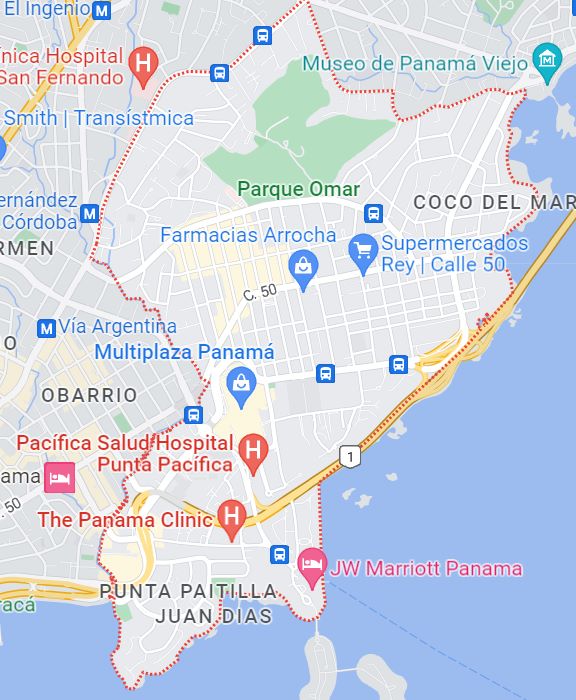 El Ingenio
M
ínica Hospital
San Fernando
H
Museo de Panamá Viejo
Smith | Transístmica
Parque Omar
ernández
Córdoba
M
COCO DEL MAR
RMEN
Farmacias Arrocha
Supermercados
Rey | Calle 50
C. 50
M
Vía Argentina
O
Multiplaza Panamá
OBARRIO
Pacífica Salud Hospital
Punta Pacífica
H
1
ama
. 50
The Panama Clinic
H
JW Marriott Panama
PUNTA PAITILLA
JUAN DIAS
acá